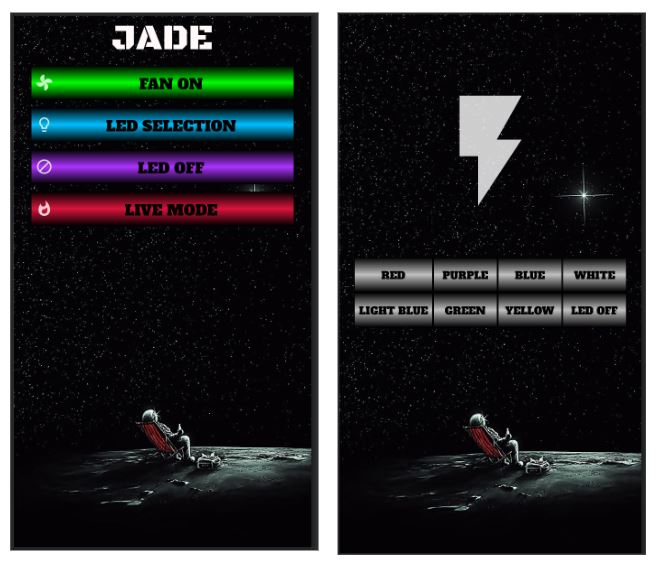 JADE
FAN ON
LED SELECTION
LED OFF
LIVE MODE
RED PURPLE BLUE WHITE
LIGHT BLUE GREEN YELLOW LED OFF